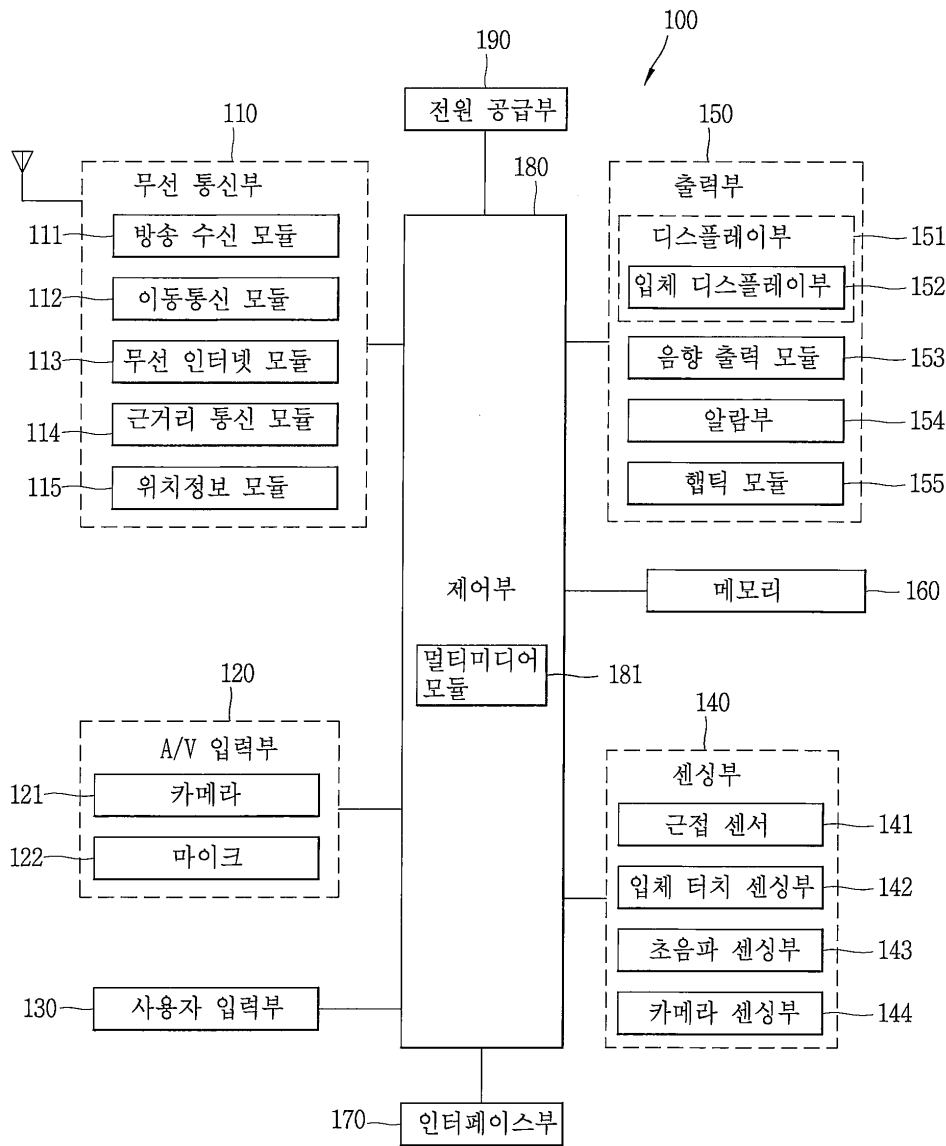 100
190
전원 공급부
110
무선 통신부
111 방송 수신 모듈
112 이동통신 모듈
113 무선 인터넷 모듈
114 근거리 통신 모듈
115 위치정보 모듈
180
제어부
멀티미디어
모듈
181
150
출력부
디스플레이부 151
입체 디스플레이부 152
음향 출력 모듈 153
알람부 154
햅틱 모듈 155
메모리 160
120
A/V 입력부
121 카메라
122 마이크
140
센싱부
근접 센서 141
입체 터치 센싱부 142
초음파 센싱부 143
카메라 센싱부 144
130 사용자 입력부
170 인터페이스부